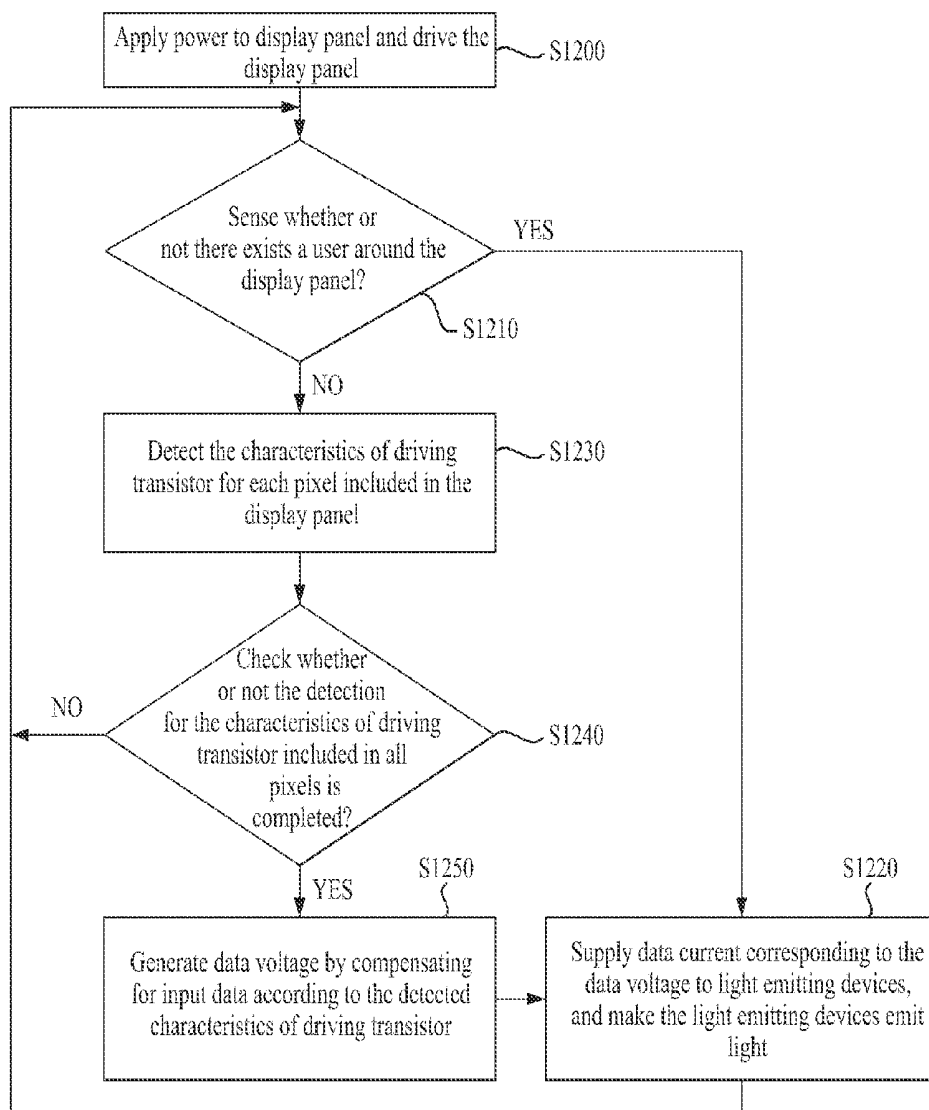 Apply power to display panel and drive the
display panel
S1200
Sense whether or
not there exists a user around the
display panel?
YES
S1210
NO
Detect the characteristics of driving
transistor for each pixel included in the
display panel
S1230
Check whether
or not the detection
for the characteristics of driving
transistor included in all
pixels is
completed?
NO
S1240
YES
S1250
S1220
Generate data voltage by compensating
for input data according to the detected
characteristics of driving transistor
Supply data current corresponding to the
data voltage to light emitting devices,
and make the light emitting devices emit
light